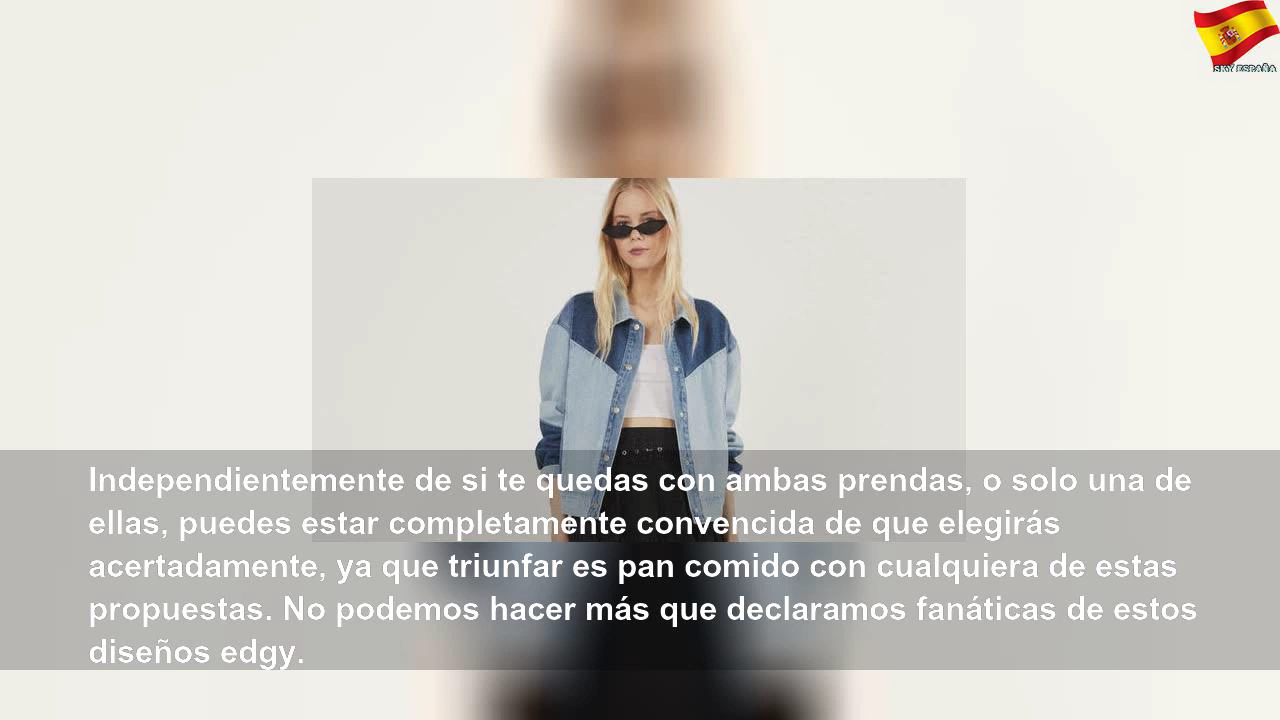 SKY ESPAÑA
Independientemente de si te quedas con ambas prendas, o solo una de
ellas, puedes estar completamente convencida de que elegirás
acertadamente, ya que triunfar es pan comido con cualquiera de estas
propuestas. No podemos hacer más que declaramos fanáticas de estos
diseños edgy.